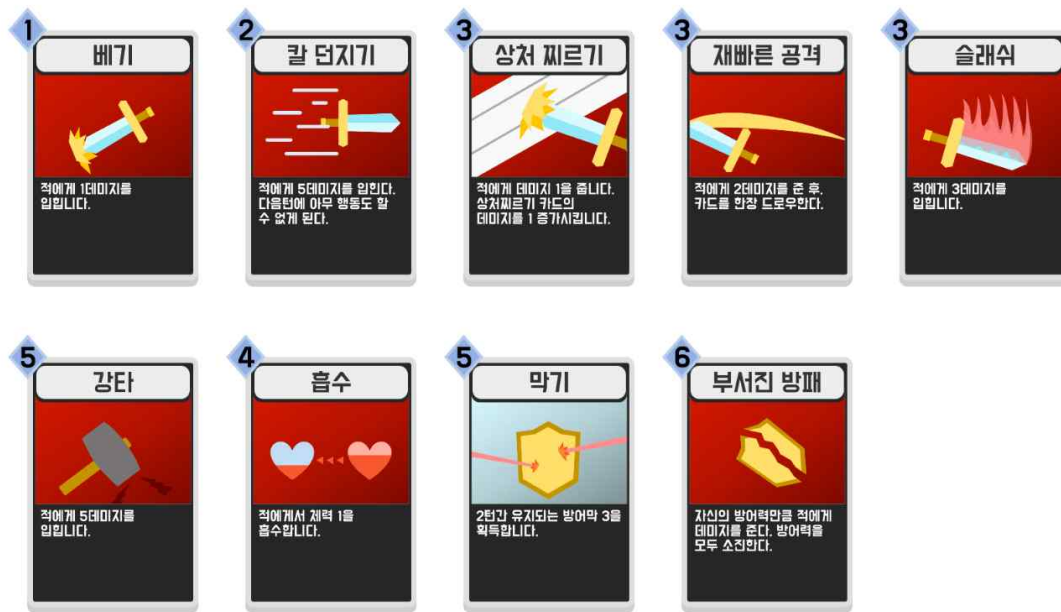 1
베기
적에게 1데미지를
입힙니다.
2
칼 던지기
적에게 5데미지를 입힌다.
다음턴에 아무 행동도 할
수 없게 된다.
3
상처 찌르기
적에게 데미지 1을 줍니다.
상처찌르기 카드의
데미지를 1 증가시킵니다.
3
재빠른 공격
적에게 2데미지를 준 후,
카드를 한장 드로우한다.
3
슬래쉬
적에게 3데미지를
입힙니다.
5
강타
적에게 5데미지를
입힙니다.
4
흡수
적에게서 체력 1을
흡수합니다.
5
막기
2턴간 유지되는 방어막 3을
획득합니다.
6
부서진 방패
자신의 방어력만큼 적에게
데미지를 준다. 방어력을
모두 소진한다.